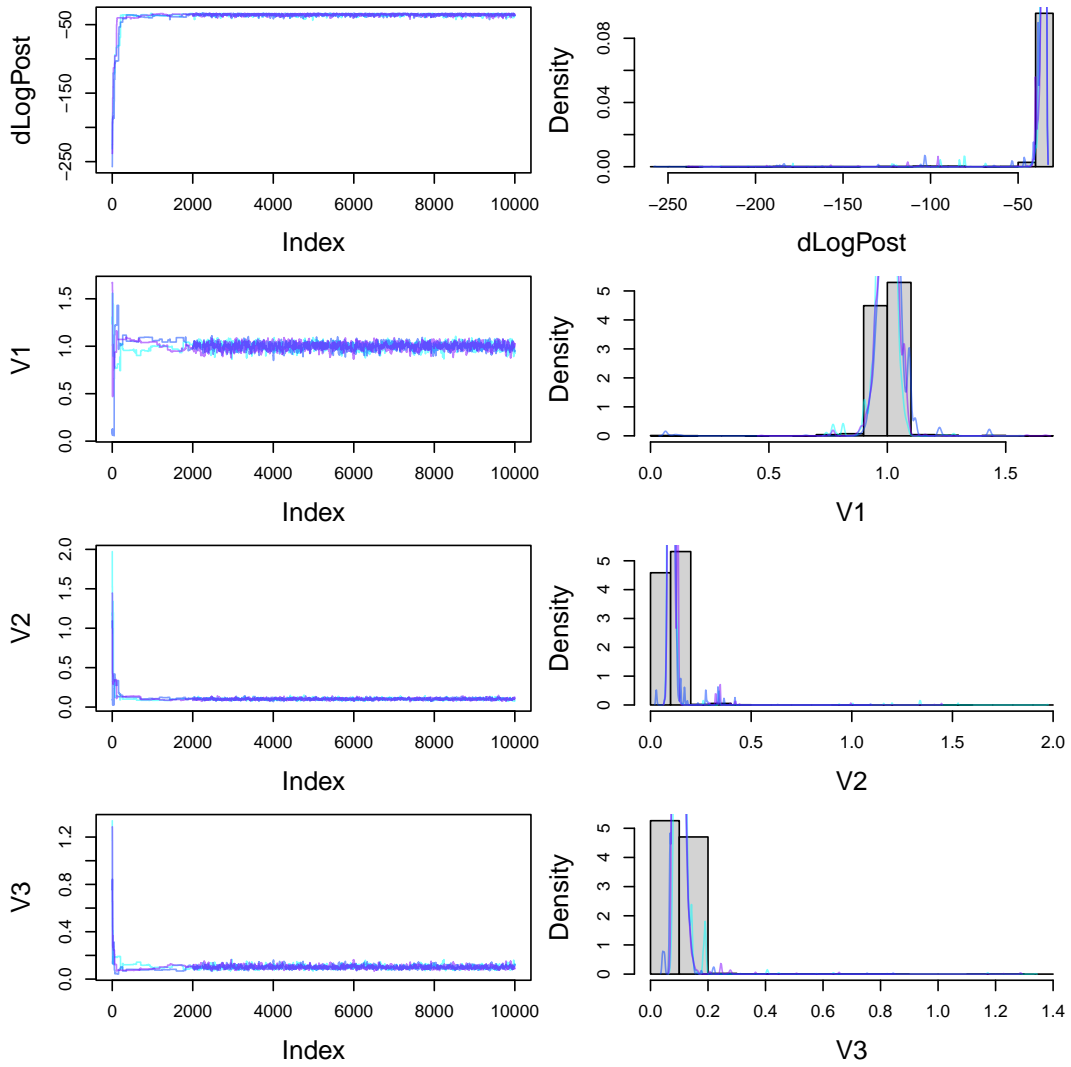 dLogPost
−250 −150 −50
0 2000 4000 6000 8000 10000
Index
Density
0.00 0.04 0.08
−250 −200 −150 −100 −50
dLogPost
V1
0.0 0.5 1.0 1.5
0 2000 4000 6000 8000 10000
Index
Density
0 1 2 3 4 5
0.0 0.5 1.0 1.5
V1
V2
0.0 0.5 1.0 1.5 2.0
0 2000 4000 6000 8000 10000
Index
Density
0 1 2 3 4 5
0.0 0.5 1.0 1.5 2.0
V2
V3
0.0 0.4 0.8 1.2
0 2000 4000 6000 8000 10000
Index
Density
0 1 2 3 4 5
0.0 0.2 0.4 0.6 0.8 1.0 1.2 1.4
V3